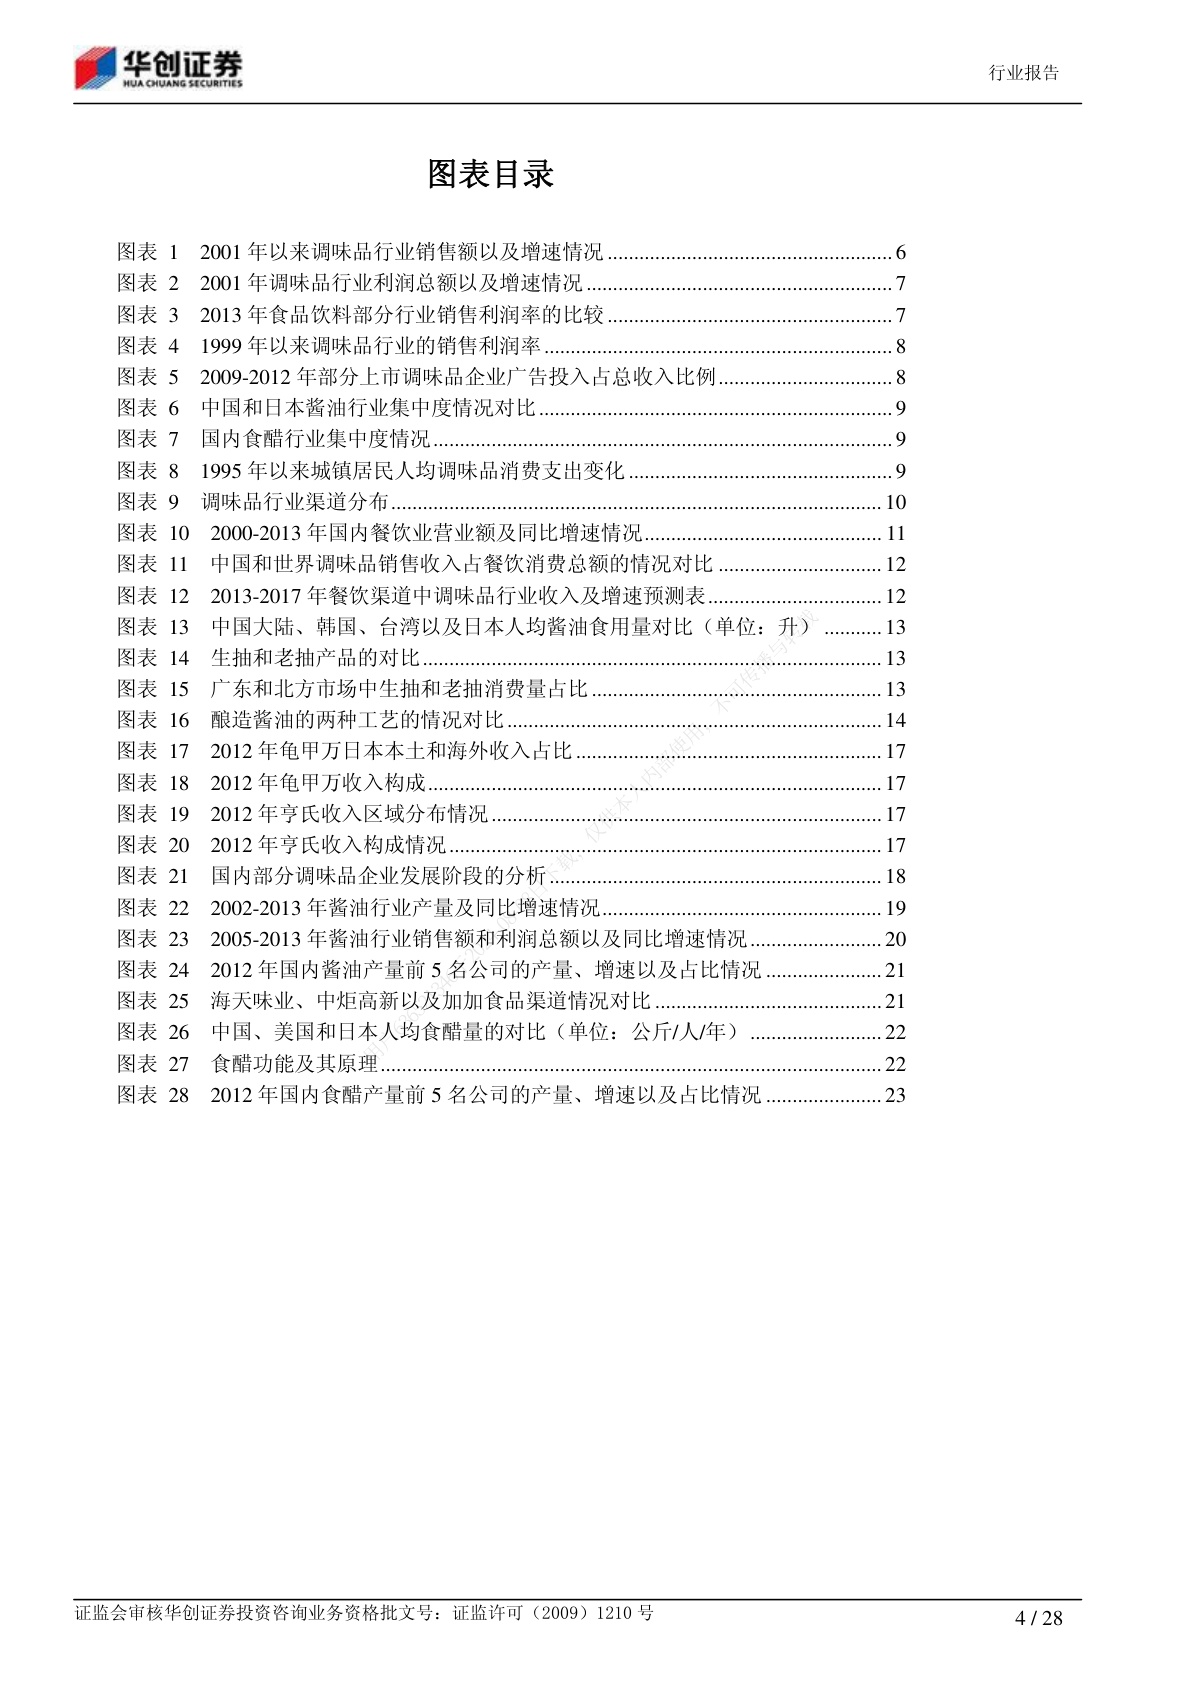 华创证券
HUA CHUANG SECURITIES
行业报告
图表目录
图表 1 2001 年以来调味品行业销售额以及增速情况 ...................................................... 6
图表 2 2001 年调味品行业利润总额以及增速情况 .......................................................... 7
图表 3 2013 年食品饮料部分行业销售利润率的比较 ...................................................... 7
图表 4 1999 年以来调味品行业的销售利润率 .................................................................. 8
图表 5 2009-2012 年部分上市调味品企业广告投入占总收入比例 ................................. 8
图表 6 中国和日本酱油行业集中度情况对比 ................................................................... 9
图表 7 国内食醋行业集中度情况 ....................................................................................... 9
图表 8 1995 年以来城镇居民人均调味品消费支出变化 .................................................. 9
图表 9 调味品行业渠道分布 ............................................................................................. 10
图表 10 2000-2013 年国内餐饮业营业额及同比增速情况 ............................................. 11
图表 11 中国和世界调味品销售收入占餐饮消费总额的情况对比 ............................... 12
图表 12 2013-2017 年餐饮渠道中调味品行业收入及增速预测表 ................................. 12
图表 13 中国大陆、韩国、台湾以及日本人均酱油食用量对比（单位：升） ........... 13
图表 14 生抽和老抽产品的对比 ....................................................................................... 13
图表 15 广东和北方市场中生抽和老抽消费量占比 ....................................................... 13
图表 16 酿造酱油的两种工艺的情况对比 ....................................................................... 14
图表 17 2012 年龟甲万日本本土和海外收入占比 .......................................................... 17
图表 18 2012 年龟甲万收入构成 ...................................................................................... 17
图表 19 2012 年亨氏收入区域分布情况 .......................................................................... 17
图表 20 2012 年亨氏收入构成情况 .................................................................................. 17
图表 21 国内部分调味品企业发展阶段的分析 ............................................................... 18
图表 22 2002-2013 年酱油行业产量及同比增速情况 ..................................................... 19
图表 23 2005-2013 年酱油行业销售额和利润总额以及同比增速情况 ......................... 20
图表 24 2012 年国内酱油产量前 5 名公司的产量、增速以及占比情况 ...................... 21
图表 25 海天味业、中炬高新以及加加食品渠道情况对比 ........................................... 21
图表 26 中国、美国和日本人均食醋量的对比（单位：公斤/人/年） ......................... 22
图表 27 食醋功能及其原理 ............................................................................................... 22
图表 28 2012 年国内食醋产量前 5 名公司的产量、增速以及占比情况 ...................... 23
证监会审核华创证券投资咨询业务资格批文号：证监许可（2009）1210 号
4 / 28